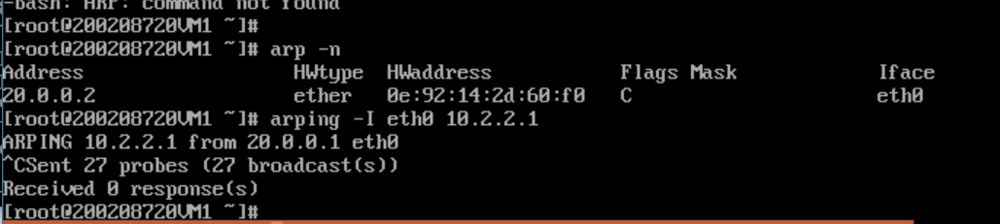 -bash: ARP: command not found
[root@200208720VM1 ~]#
[root@200208720VM1 ~]# arp -n
Address                  HWtype  HWaddress           Flags Mask            Iface
20.0.0.2                 ether   0e:92:14:2d:60:f0   C                     eth0
[root@200208720VM1 ~]# arping -I eth0 10.2.2.1
ARPING 10.2.2.1 from 20.0.0.1 eth0
^CSent 27 probes (27 broadcast(s))
Received 0 response(s)
[root@200208720VM1 ~]#